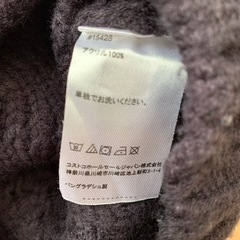 #15428
アクリル100%
単独でお洗いください。
コストコホールセールジャパン株式会社
神奈川県川崎市川崎区池上新町3-1-4
バングラデシュ製